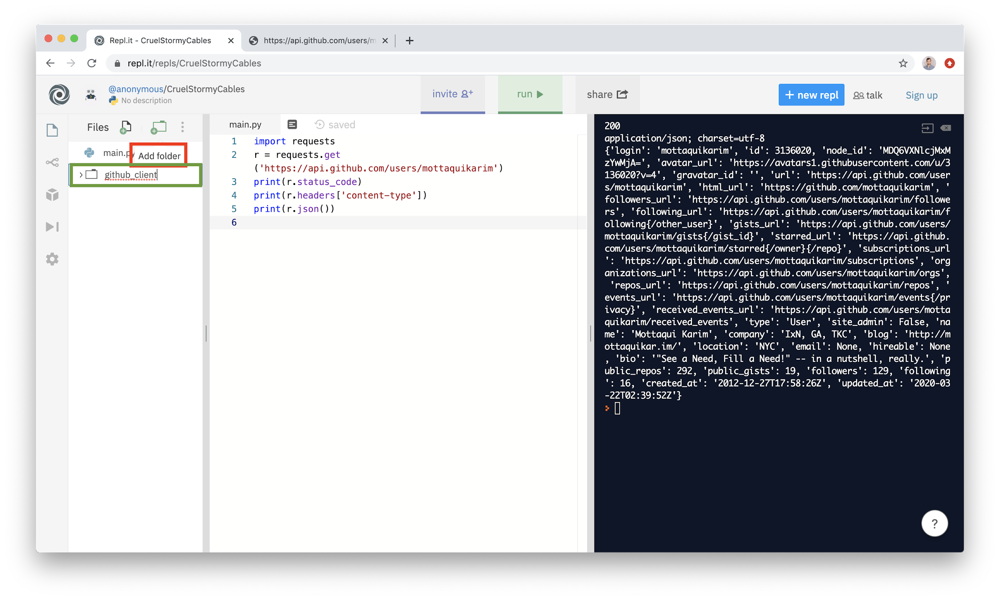 Repl.it - CruelStormyCables
https://api.github.com/users/m
repl.it/repls/CruelStormyCables
@anonymous/CruelStormyCables
No description
invite
run
share
+ new repl
talk
Sign up
Files
main.py
Add folder
github_client
main.py
saved
1 import requests
2 r = requests.get
('https://api.github.com/users/mottaquikarim')
3 print(r.status_code)
4 print(r.headers['content-type'])
5 print(r.json())
6
200
application/json; charset=utf-8
{'login': 'mottaquikarim', 'id': 3136020, 'node_id': 'MDQ6VXNlcjMxM
zYwMjA=', 'avatar_url': 'https://avatars1.githubusercontent.com/u/3
136020?v=4', 'gravatar_id': '', 'url': 'https://api.github.com/user
s/mottaquikarim', 'html_url': 'https://github.com/mottaquikarim', '
followers_url': 'https://api.github.com/users/mottaquikarim/followe
rs', 'following_url': 'https://api.github.com/users/mottaquikarim/f
ollowing{/other_user}', 'gists_url': 'https://api.github.com/users/
mottaquikarim/gists{/gist_id}', 'starred_url': 'https://api.github.
com/users/mottaquikarim/starred{/owner}{/repo}', 'subscriptions_url
': 'https://api.github.com/users/mottaquikarim/subscriptions', 'org
anizations_url': 'https://api.github.com/users/mottaquikarim/orgs',
 'repos_url': 'https://api.github.com/users/mottaquikarim/repos', '
events_url': 'https://api.github.com/users/mottaquikarim/events{/pr
ivacy}', 'received_events_url': 'https://api.github.com/users/motta
quikarim/received_events', 'type': 'User', 'site_admin': False, 'na
me': 'Mottaqui Karim', 'company': 'IxN, GA, TKC', 'blog': 'http://m
ottaquikar.im/', 'location': 'NYC', 'email': None, 'hireable': None
, 'bio': '"See a Need, Fill a Need!" -- in a nutshell, really.', 'p
ublic_repos': 292, 'public_gists': 19, 'followers': 129, 'following
': 16, 'created_at': '2012-12-27T17:58:26Z', 'updated_at': '2020-03
-22T02:39:52Z'}
?